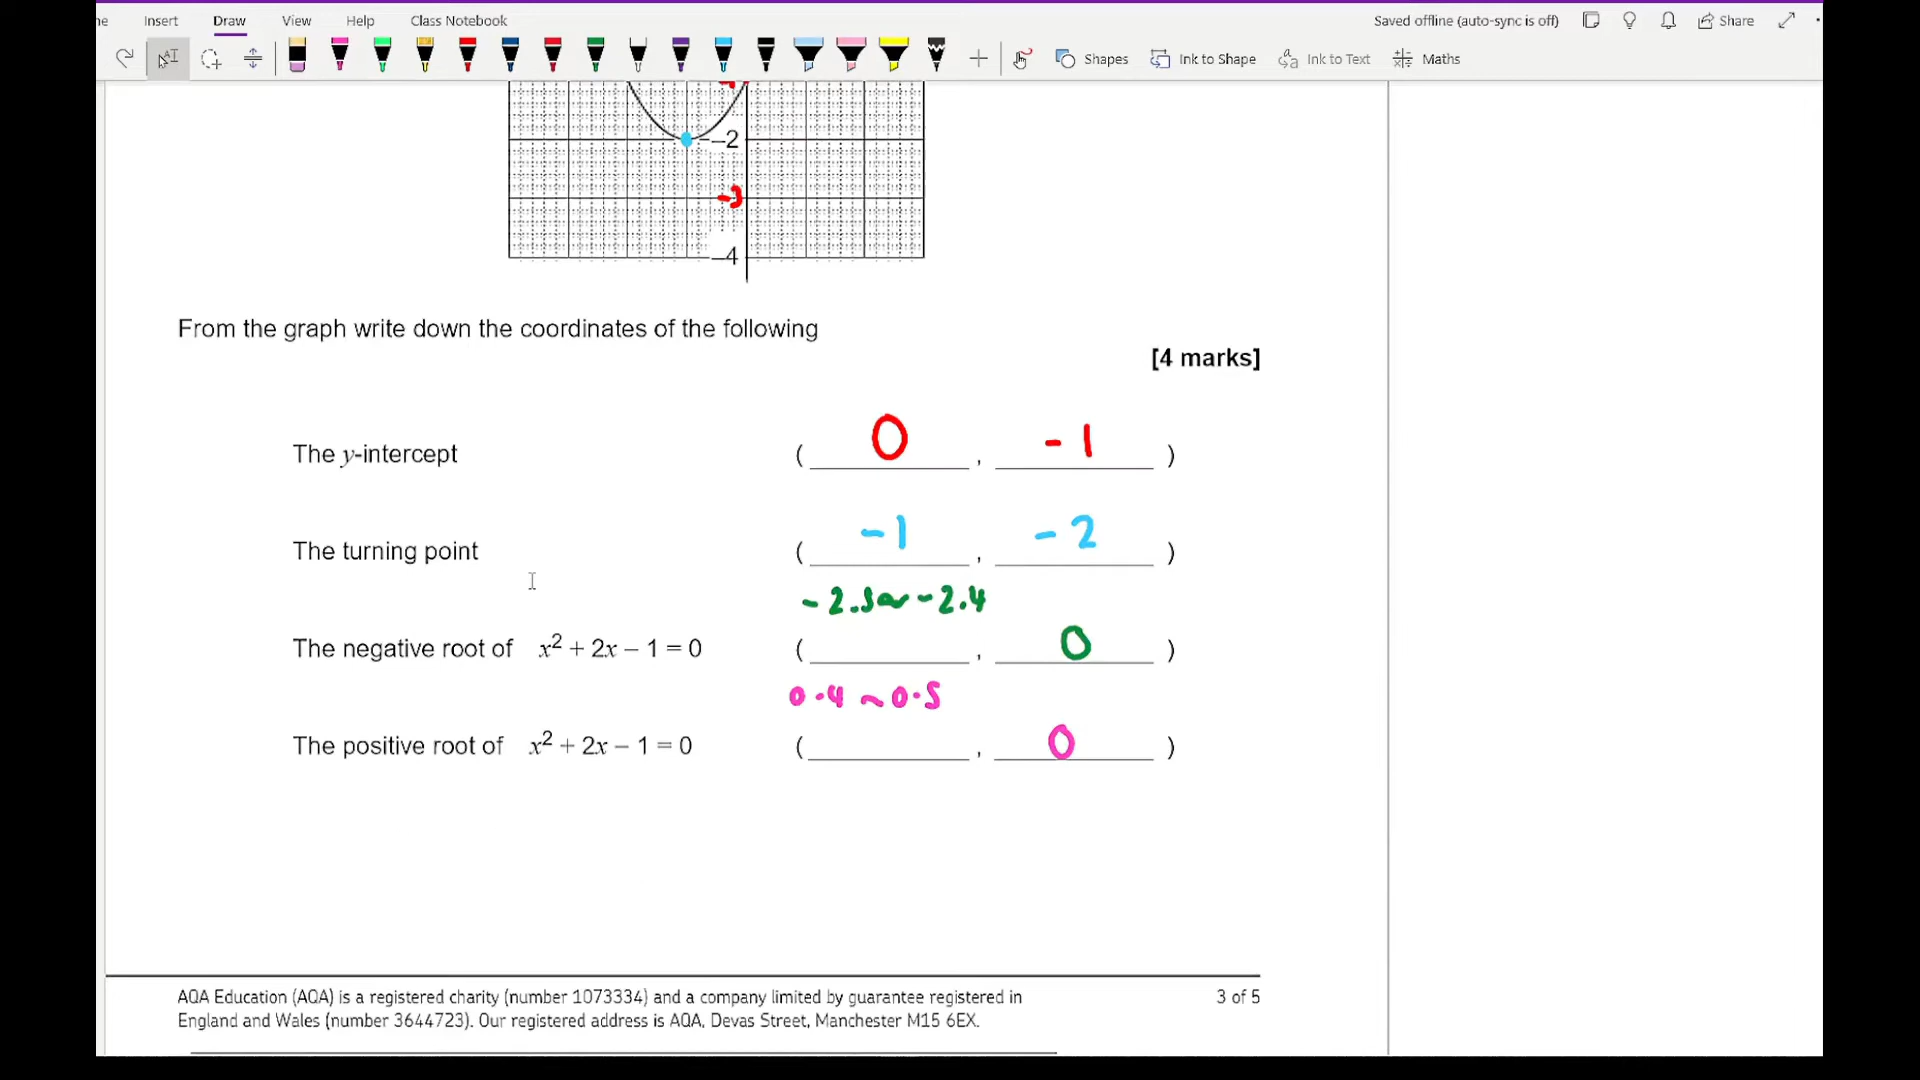 Insert Draw View Help Class Notebook Saved offline (auto-sync is off) Share
Shapes Ink to Shape Ink to Text Maths
–2
-3
–4
From the graph write down the coordinates of the following
[4 marks]
The y-intercept ( 0 , -1 )
The turning point ( -1 , -2 )
-2.5 or -2.4
The negative root of x² + 2x – 1 = 0 ( , 0 )
0.4 ~ 0.5
The positive root of x² + 2x – 1 = 0 ( , 0 )
AQA Education (AQA) is a registered charity (number 1073334) and a company limited by guarantee registered in 3 of 5
England and Wales (number 3644723). Our registered address is AQA, Devas Street, Manchester M15 6EX.